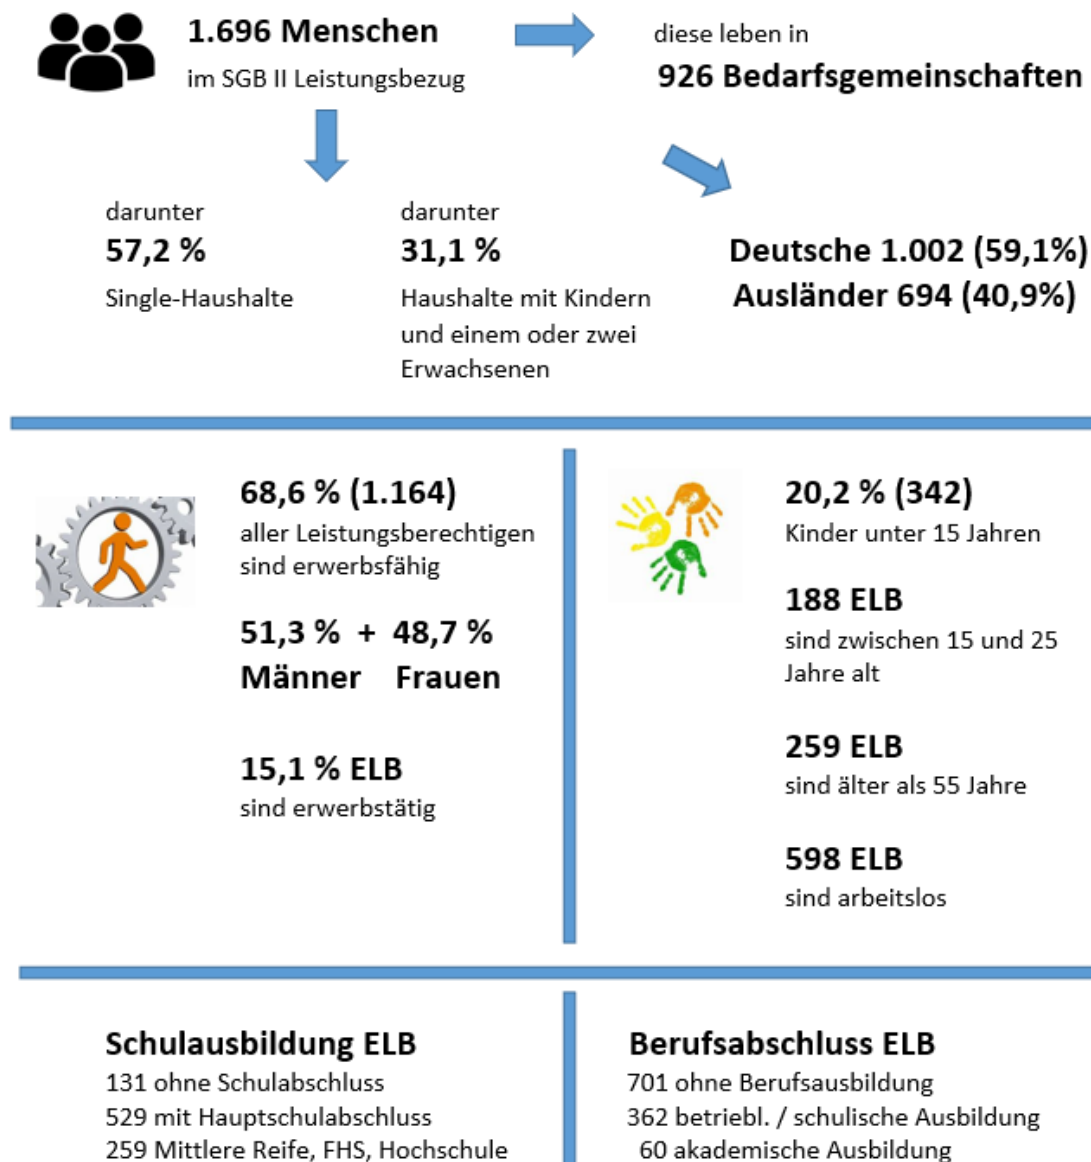 1.696 Menschen
im SGB II Leistungsbezug
diese leben in
926 Bedarfsgemeinschaften
darunter
57,2 %
Single-Haushalte
darunter
31,1 %
Haushalte mit Kindern
und einem oder zwei
Erwachsenen
Deutsche 1.002 (59,1%)
Ausländer 694 (40,9%)
68,6 % (1.164)
aller Leistungsberechtigen
sind erwerbsfähig
51,3 % + 48,7 %
Männer Frauen
15,1 % ELB
sind erwerbstätig
20,2 % (342)
Kinder unter 15 Jahren
188 ELB
sind zwischen 15 und 25
Jahre alt
259 ELB
sind älter als 55 Jahre
598 ELB
sind arbeitslos
Schulausbildung ELB
131 ohne Schulabschluss
529 mit Hauptschulabschluss
259 Mittlere Reife, FHS, Hochschule
Berufsabschluss ELB
701 ohne Berufsausbildung
362 betriebl. / schulische Ausbildung
60 akademische Ausbildung